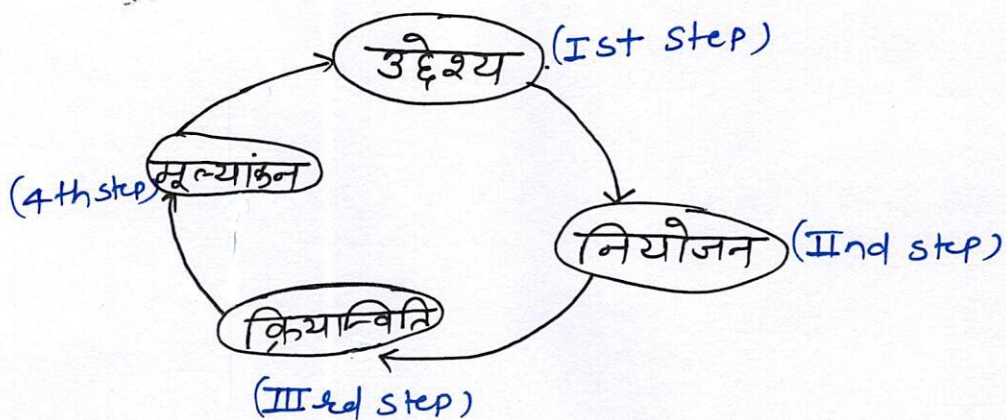 उद्देश्य (Ist step)
नियोजन (IInd step)
क्रियान्विति
(IIIrd step)
मूल्यांकन
(4th step)